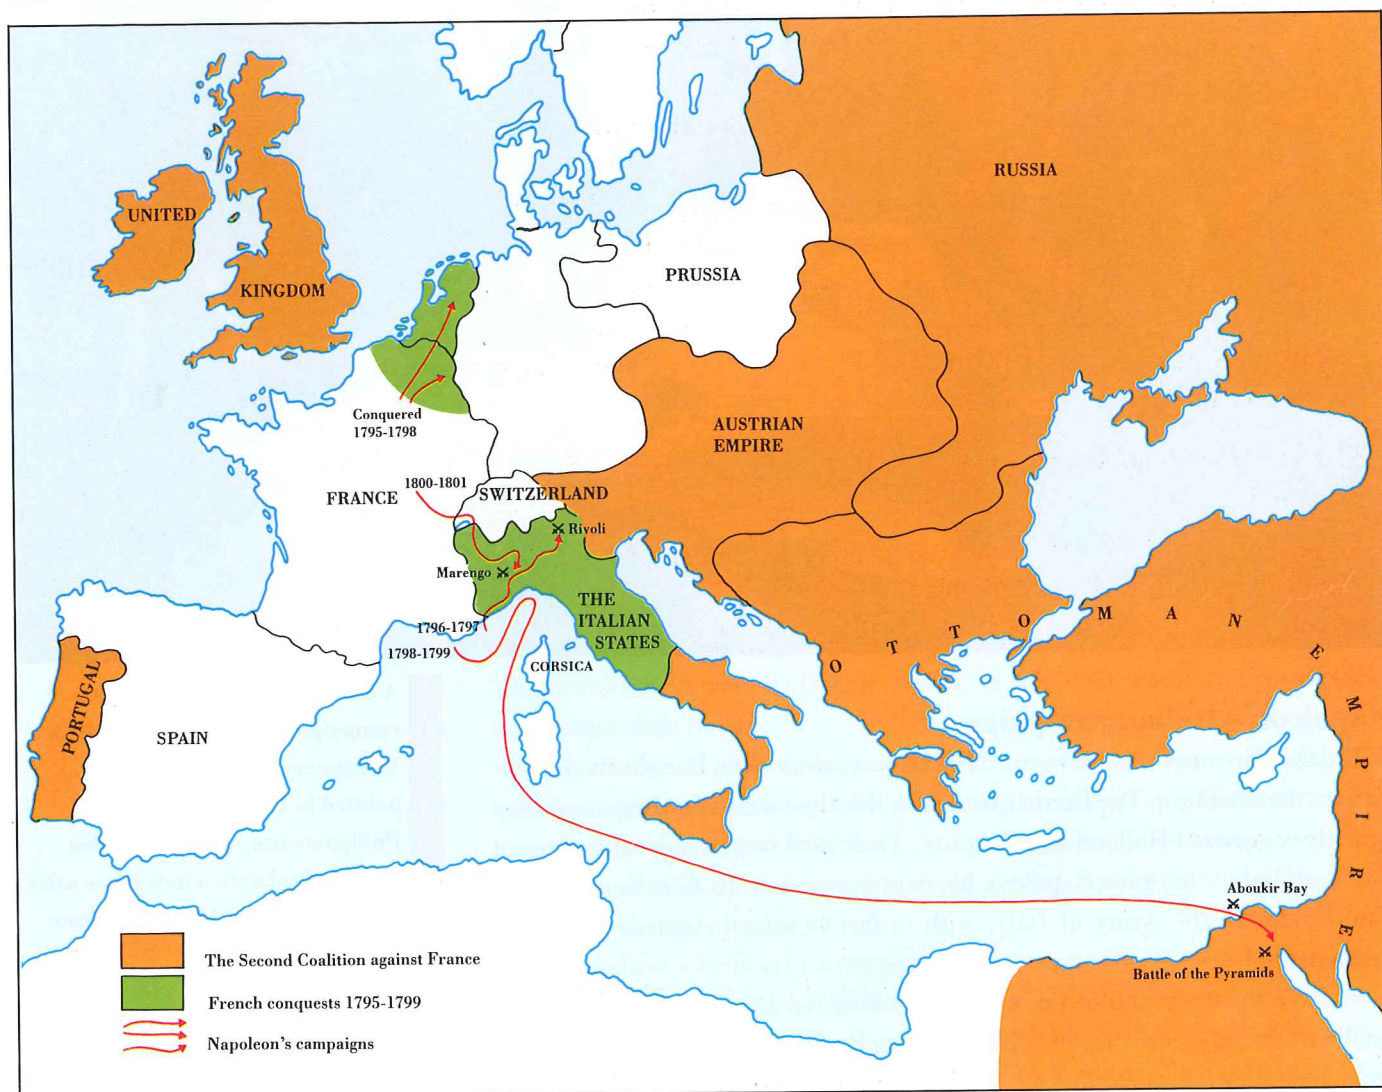 RUSSIA
UNITED
KINGDOM
PRUSSIA
Conquered
1795-1798
AUSTRIAN
EMPIRE
FRANCE
1800-1801
SWITZERLAND
Rivoli
Marengo
THE
ITALIAN
STATES
1796-1797
1798-1799
CORSICA
OTTOMAN EMPIRE
PORTUGAL
SPAIN
Aboukir Bay
Battle of the Pyramids
The Second Coalition against France
French conquests 1795-1799
Napoleon's campaigns